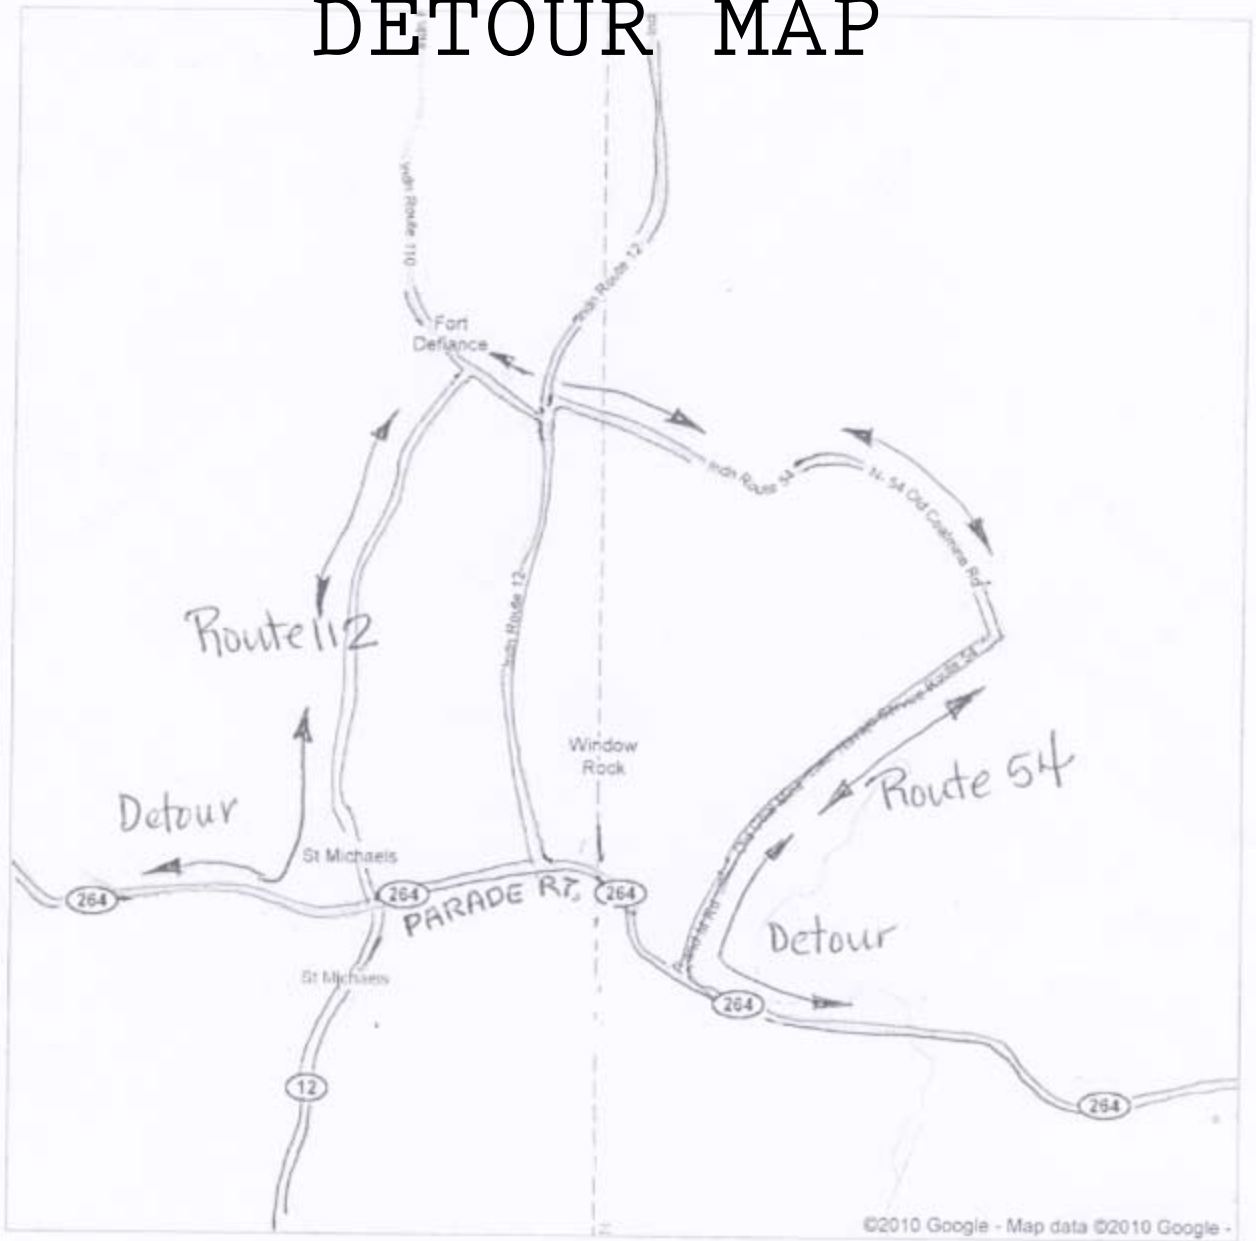 DETOUR MAP
Indn Route 110
Indn Route 12
Fort
Defiance
Indn Route 54
N- 54 Old Coalmine Rd
Route 112
Indn Route 12
Route 54
Window
Rock
Route 54
Detour
St Michaels
264
264
PARADE RT,
264
Detour
St Michaels
264
12
264
©2010 Google - Map data ©2010 Google -